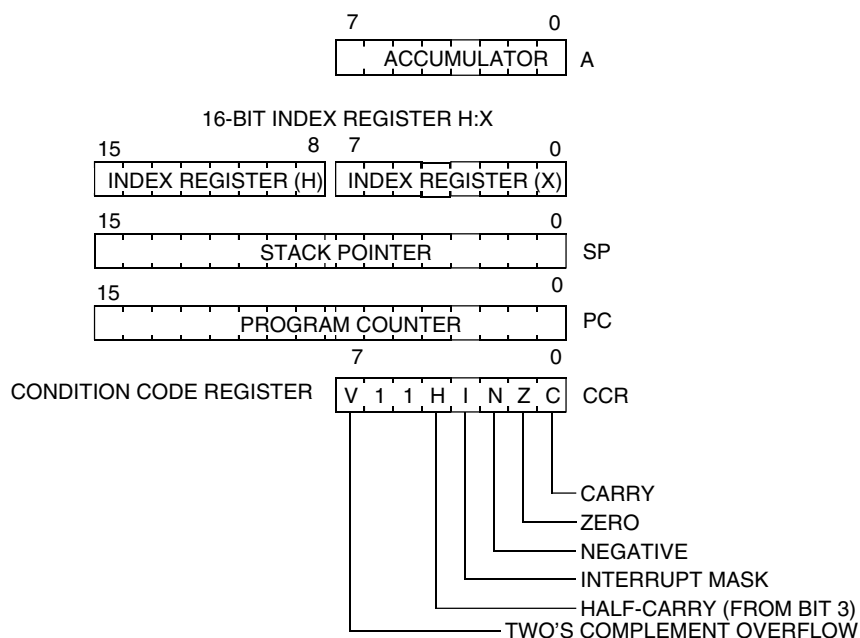 7 0
ACCUMULATOR A
16-BIT INDEX REGISTER H:X
15 8 7 0
INDEX REGISTER (H) INDEX REGISTER (X)
15 0
STACK POINTER SP
15 0
PROGRAM COUNTER PC
7 0
CONDITION CODE REGISTER V 1 1 H I N Z C CCR
CARRY
ZERO
NEGATIVE
INTERRUPT MASK
HALF-CARRY (FROM BIT 3)
TWO'S COMPLEMENT OVERFLOW